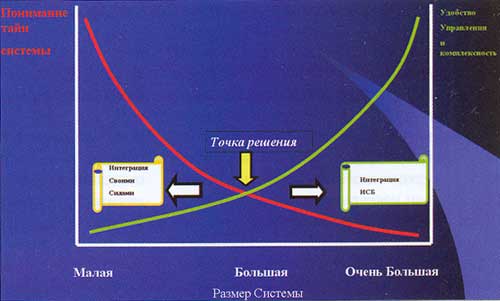 Понимание
тайн
системы
Удобство
Управления
и
комплексность
Точка решения
Интеграция
Своими
Силами
Интеграция
ИСБ
Малая
Большая
Очень Большая
Размер Системы